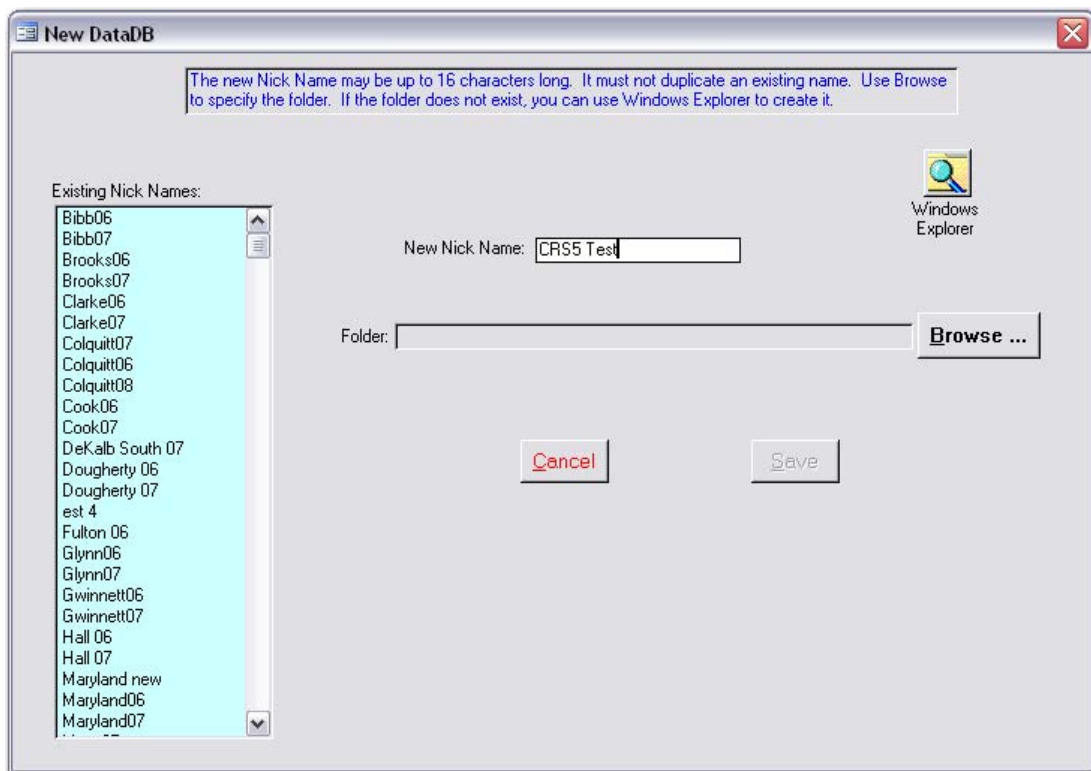 New DataDB
The new Nick Name may be up to 16 characters long. It must not duplicate an existing name. Use Browse
to specify the folder. If the folder does not exist, you can use Windows Explorer to create it.
Windows
Explorer
Existing Nick Names:
Bibb06
Bibb07
Brooks06
Brooks07
Clarke06
Clarke07
Colquitt07
Colquitt06
Colquitt08
Cook06
Cook07
DeKalb South 07
Dougherty 06
Dougherty 07
est 4
Fulton 06
Glynn06
Glynn07
Gwinnett06
Gwinnett07
Hall 06
Hall 07
Maryland new
Maryland06
Maryland07
New Nick Name: CRS5 Test
Folder:
Browse ...
Cancel
Save